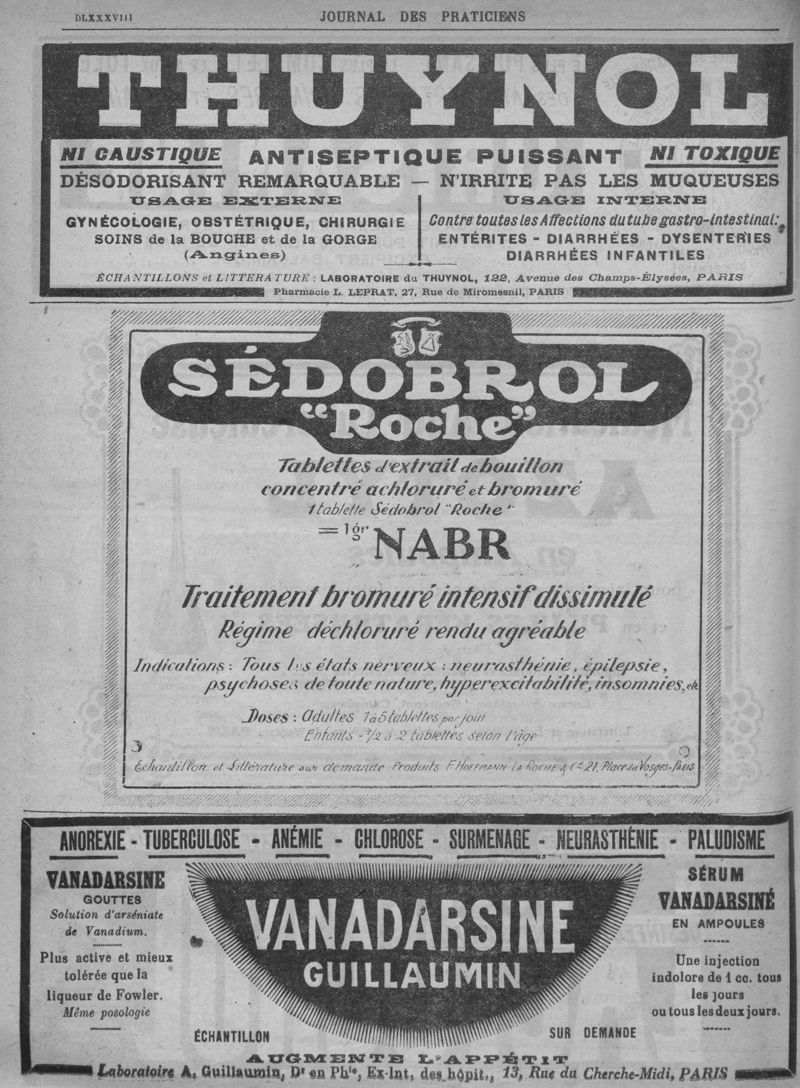 DLXXXVIII
JOURNAL DES PRATICIENS
THUYNOL
NI CAUSTIQUE ANTISEPTIQUE PUISSANT NI TOXIQUE
DÉSODORISANT REMARQUABLE — N'IRRITE PAS LES MUQUEUSES
USAGE EXTERNE
GYNÉCOLOGIE, OBSTÉTRIQUE, CHIRURGIE
SOINS de la BOUCHE et de la GORGE
(Angines)
USAGE INTERNE
Contre toutes les Affections du tube gastro-intestinal:
ENTÉRITES - DIARRHÉES - DYSENTERIES
DIARRHÉES INFANTILES
ÉCHANTILLONS et LITTERATURE : LABORATOIRE du THUYNOL, 122, Avenue des Champs-Élysées, PARIS
Pharmacie L. LEPRAT, 27, Rue de Miromesnil, PARIS
SÉDOBROL
"Roche"
Tablettes d'extrait de bouillon
concentré achloruré et bromuré
1 tablette Sédobrol "Roche"
= 1gr NABR
Traitement bromuré intensif dissimulé
Régime déchloruré rendu agréable
Indications : Tous les états nerveux : neurasthénie, épilepsie,
psychoses de toute nature, hyperexcitabilité, insomnies, etc
Doses : Adultes 1 à 5 tablettes par jour
Enfants - 1/2 à 2 tablettes selon l'âge
Echantillon et Littérature sur demande Produits F. HOFFMANN LA ROCHE & Cie 21, Place des Vosges. Paris
ANOREXIE - TUBERCULOSE - ANÉMIE - CHLOROSE - SURMENAGE - NEURASTHÉNIE - PALUDISME
VANADARSINE
GOUTTES
Solution d'arséniate
de Vanadium.
Plus active et mieux
tolérée que la
liqueur de Fowler.
Même posologie
VANADARSINE
GUILLAUMIN
SÉRUM
VANADARSINÉ
EN AMPOULES
Une injection
indolore de 1 cc. tous
les jours
ou tous les deux jours.
ÉCHANTILLON SUR DEMANDE
AUGMENTE L'APPÉTIT
Laboratoire A. Guillaumin, Dr en Phie, Ex-Int. des hôpit., 13, Rue du Cherche-Midi, PARIS